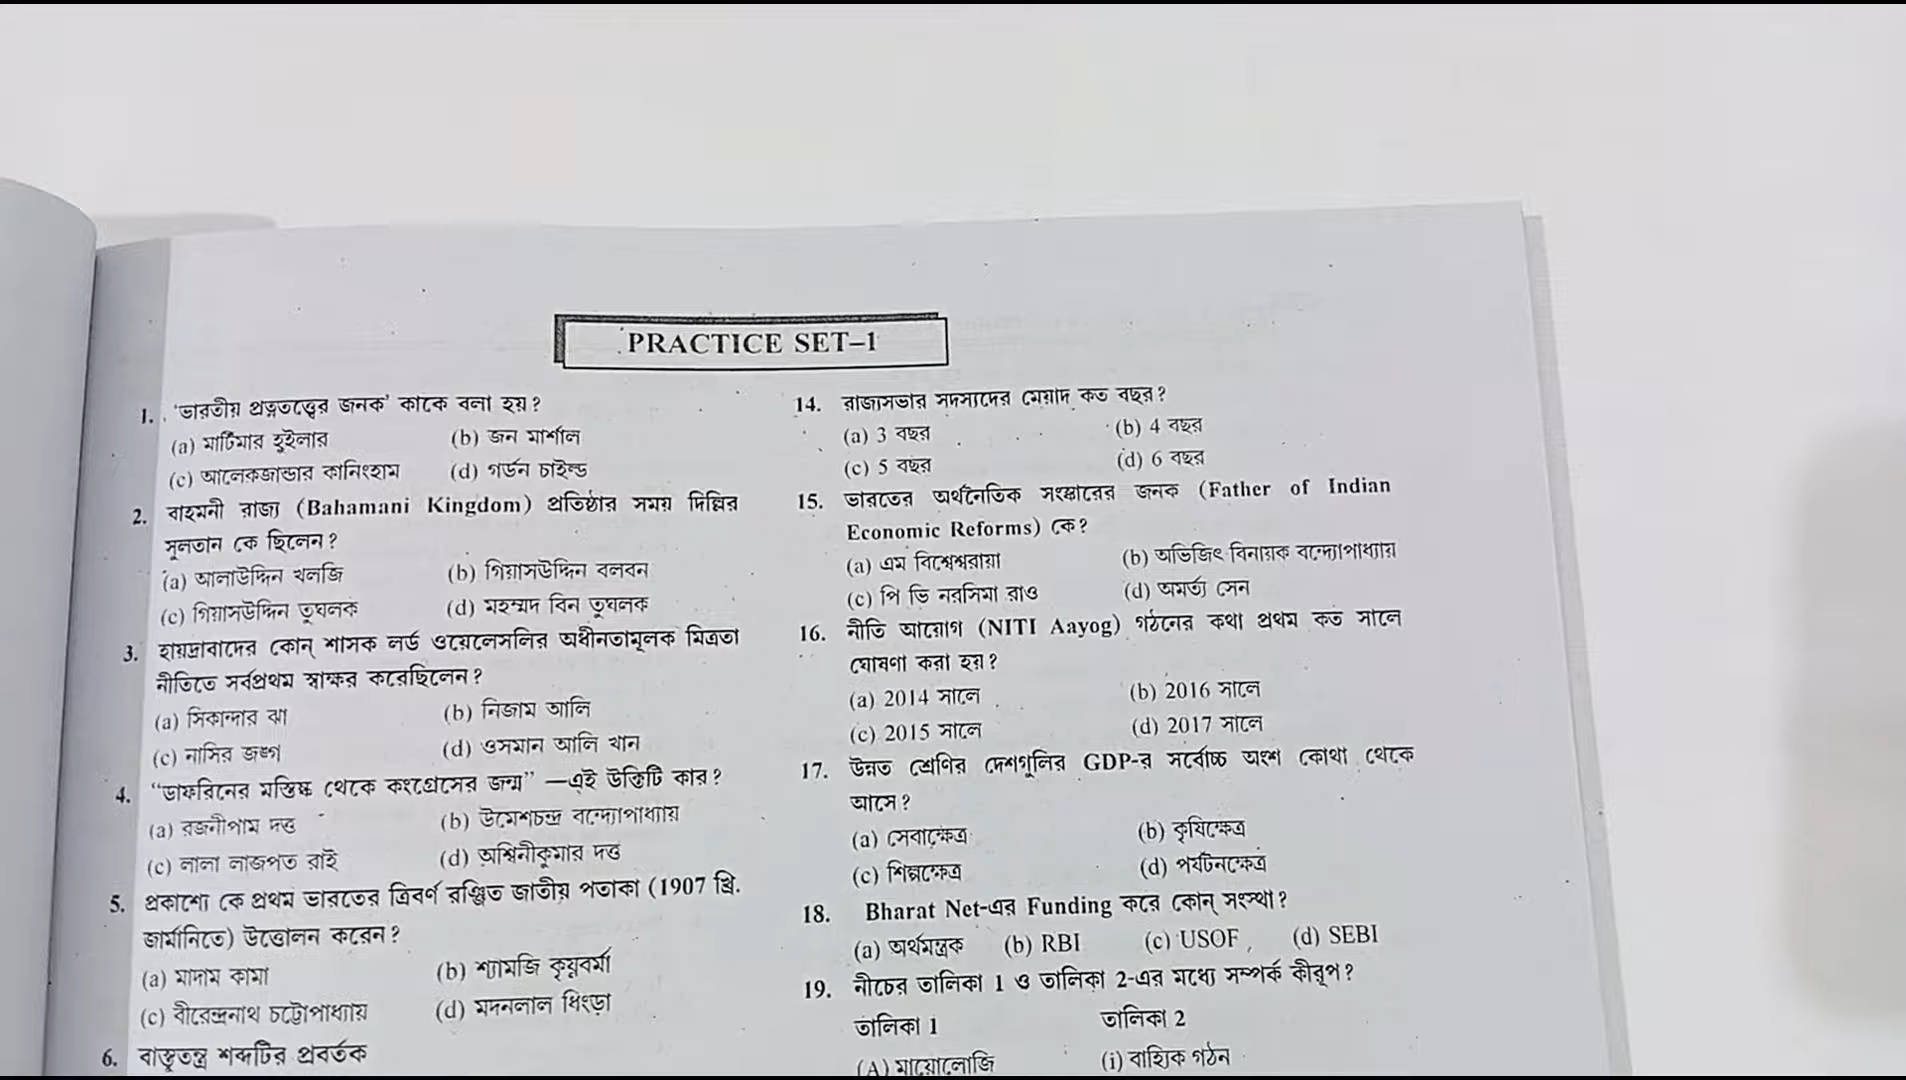 PRACTICE SET–1
1. 'ভারতীয় প্রত্নতত্ত্বের জনক' কাকে বলা হয়?
(a) মার্টিমার হুইলার (b) জন মার্শাল
(c) আলেকজান্ডার কানিংহাম (d) গর্ডন চাইল্ড
2. বাহমনী রাজ্য (Bahamani Kingdom) প্রতিষ্ঠার সময় দিল্লির
সুলতান কে ছিলেন?
(a) আলাউদ্দিন খলজি (b) গিয়াসউদ্দিন বলবন
(c) গিয়াসউদ্দিন তুঘলক (d) মহম্মদ বিন তুঘলক
3. হায়দ্রাবাদের কোন্ শাসক লর্ড ওয়েলেসলির অধীনতামূলক মিত্রতা
নীতিতে সর্বপ্রথম স্বাক্ষর করেছিলেন?
(a) সিকান্দার ঝা (b) নিজাম আলি
(c) নাসির জঙ্গ (d) ওসমান আলি খান
4. “ডাফরিনের মস্তিষ্ক থেকে কংগ্রেসের জন্ম” —এই উক্তিটি কার?
(a) রজনীপাম দত্ত (b) উমেশচন্দ্র বন্দ্যোপাধ্যায়
(c) লালা লাজপত রাই (d) অশ্বিনীকুমার দত্ত
5. প্রকাশ্যে কে প্রথম ভারতের ত্রিবর্ণ রঞ্জিত জাতীয় পতাকা (1907 খ্রি.
জার্মানিতে) উত্তোলন করেন?
(a) মাদাম কামা (b) শ্যামজি কৃষ্ণবর্মা
(c) বীরেন্দ্রনাথ চট্টোপাধ্যায় (d) মদনলাল ধিংড়া
6. বাস্তুতন্ত্র শব্দটির প্রবর্তক
14. রাজ্যসভার সদস্যদের মেয়াদ কত বছর?
(a) 3 বছর (b) 4 বছর
(c) 5 বছর (d) 6 বছর
15. ভারতের অর্থনৈতিক সংস্কারের জনক (Father of Indian
Economic Reforms) কে?
(a) এম বিশ্বেশ্বরায়া (b) অভিজিৎ বিনায়ক বন্দ্যোপাধ্যায়
(c) পি ভি নরসিমা রাও (d) অমর্ত্য সেন
16. নীতি আয়োগ (NITI Aayog) গঠনের কথা প্রথম কত সালে
ঘোষণা করা হয়?
(a) 2014 সালে (b) 2016 সালে
(c) 2015 সালে (d) 2017 সালে
17. উন্নত শ্রেণির দেশগুলির GDP-র সর্বোচ্চ অংশ কোথা থেকে
আসে?
(a) সেবাক্ষেত্র (b) কৃষিক্ষেত্র
(c) শিল্পক্ষেত্র (d) পর্যটনক্ষেত্র
18. Bharat Net-এর Funding করে কোন্ সংস্থা?
(a) অর্থমন্ত্রক (b) RBI (c) USOF (d) SEBI
19. নীচের তালিকা 1 ও তালিকা 2-এর মধ্যে সম্পর্ক কীরূপ?
তালিকা 1 তালিকা 2
(A) মায়োলোজি (i) বাহ্যিক গঠন